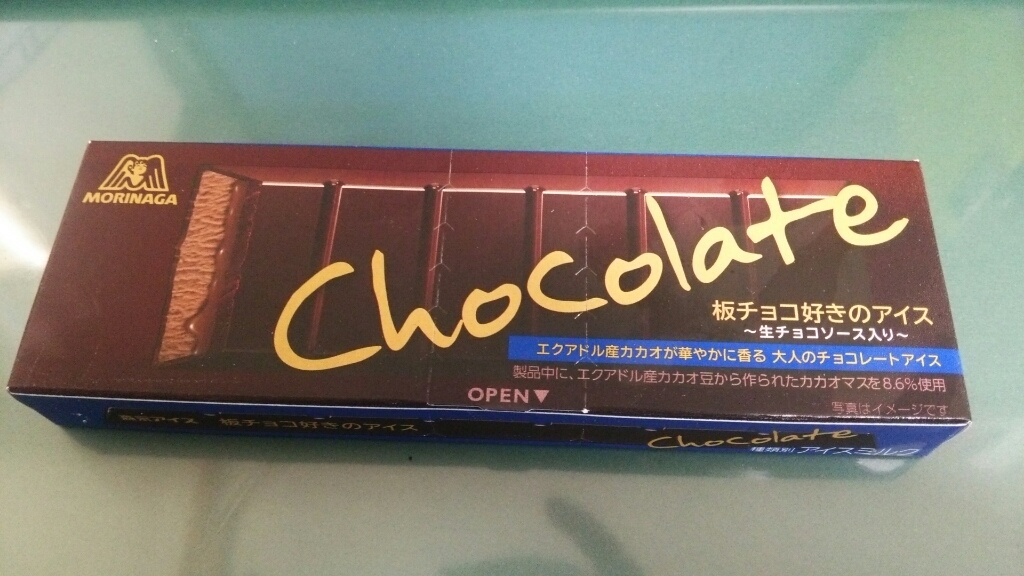 MORINAGA
Chocolate
板チョコ好きのアイス
～生チョコソース入り～
エクアドル産カカオが華やかに香る 大人のチョコレートアイス
製品中に、エクアドル産カカオ豆から作られたカカオマスを8.6%使用
OPEN▼
写真はイメージです
森永アイス 板チョコ好きのアイス
Chocolate
種類別 アイスミルク